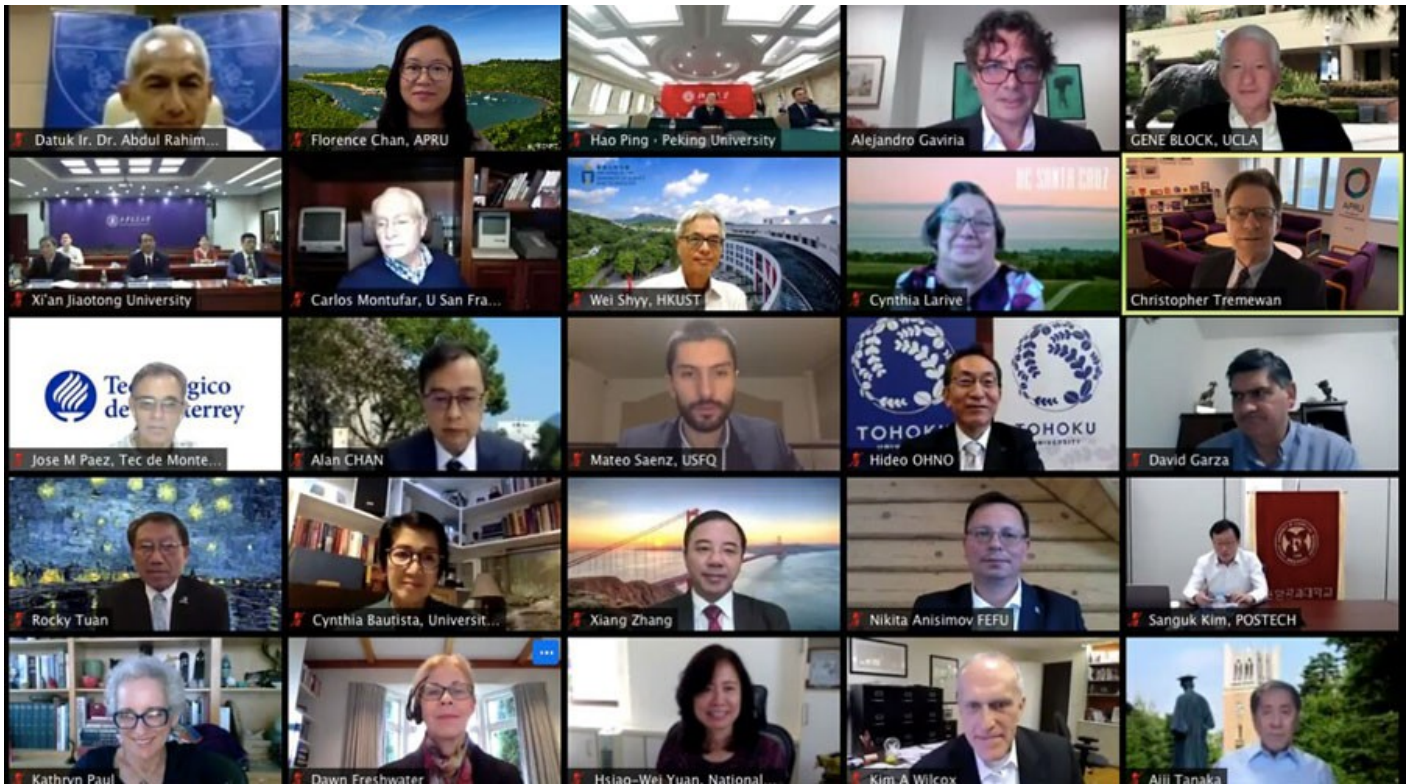 Datuk Ir. Dr. Abdul Rahim...
Florence Chan, APRU
Hao Ping - Peking University
Alejandro Gaviria
GENE BLOCK, UCLA
Xi'an Jiaotong University
Carlos Montufar, U San Fra...
Wei Shyy, HKUST
UC SANTA CRUZ
Cynthia Larive
APRU
Christopher Tremewan
Tec gico
de terrey
Jose M Paez, Tec de Monte...
Alan CHAN
Mateo Saenz, USFQ
TOHOKU
TOHOKU
UNIVERSITY
Hideo OHNO
David Garza
Rocky Tuan
Cynthia Bautista, Universit...
Xiang Zhang
Nikita Anisimov FEFU
Sanguk Kim, POSTECH
Kathryn Paul
Dawn Freshwater
Hsiao-Wei Yuan, National...
Kim A Wilcox
Aiji Tanaka